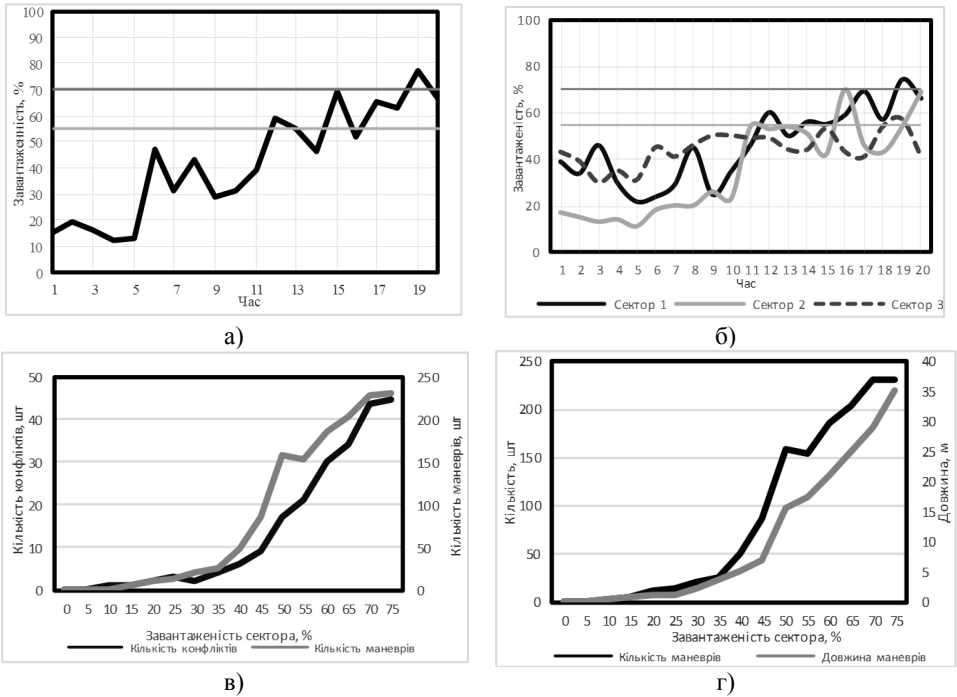 100
90
80
70
60
50
40
30
20
10
0
Завантаженність, %
1 3 5 7 9 11 13 15 17 19
Час
а)
100
80
60
40
20
0
Завантаженість, %
1 2 3 4 5 6 7 8 9 10 11 12 13 14 15 16 17 18 19 20
Час
Сектор 1 Сектор 2 Сектор 3
б)
50
40
30
20
10
0
Кількість конфліктів, шт
250
200
150
100
50
0
Кількість маневрів, шт
0 5 10 15 20 25 30 35 40 45 50 55 60 65 70 75
Завантаженість сектора, %
Кількість конфліктів Кількість маневрів
в)
250
200
150
100
50
0
Кількість, шт
40
35
30
25
20
15
10
5
0
Довжина, м
0 5 10 15 20 25 30 35 40 45 50 55 60 65 70 75
Завантаженість сектора, %
Кількість маневрів Довжина маневрів
г)